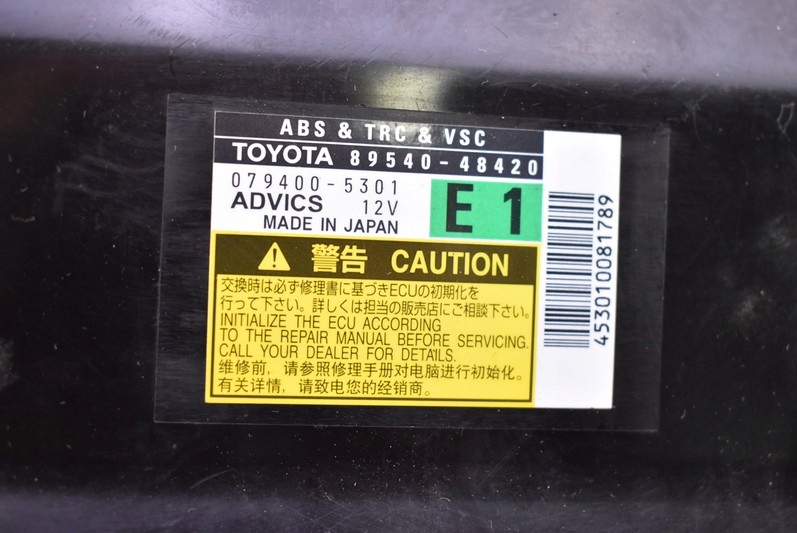 ABS & TRC & VSC
TOYOTA 89540-48420
079400-5301
ADVICS 12V
MADE IN JAPAN
E1
警告 CAUTION
交換時は必ず修理書に基づきECUの初期化を
行って下さい。詳しくは担当の販売店にご相談下さい。
INITIALIZE THE ECU ACCORDING
TO THE REPAIR MANUAL BEFORE SERVICING.
CALL YOUR DEALER FOR DETAILS.
维修前，请参照修理手册对电脑进行初始化。
有关详情，请致电您的经销商。
453010081789